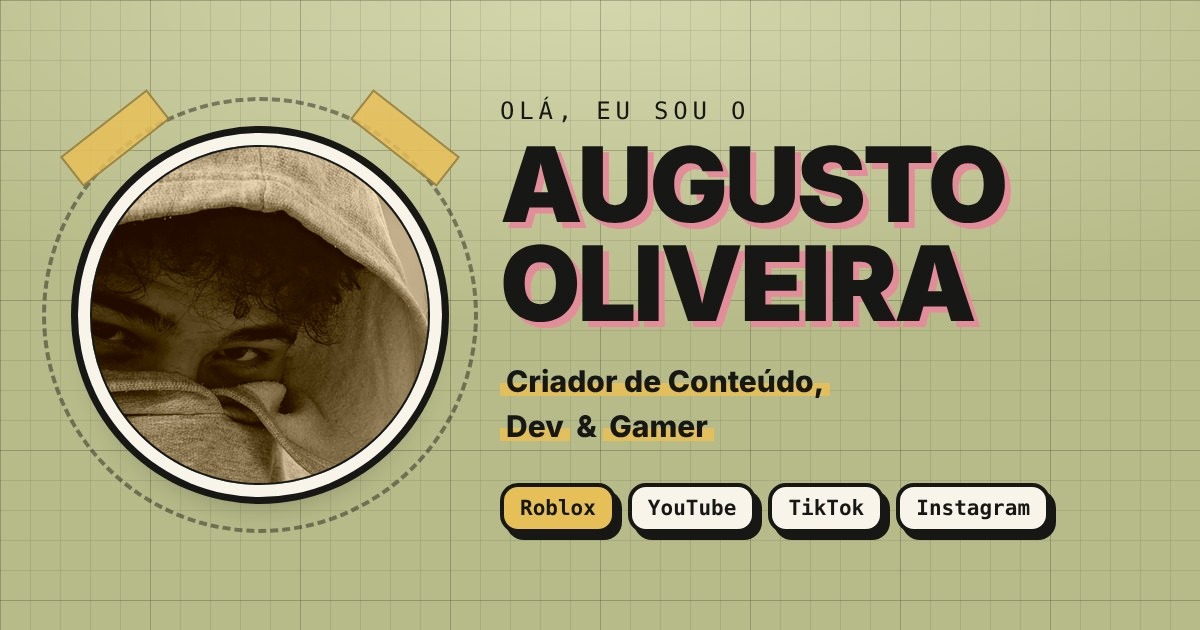 OLÁ, EU SOU O
AUGUSTO
OLIVEIRA
Criador de Conteúdo,
Dev & Gamer
Roblox YouTube TikTok Instagram